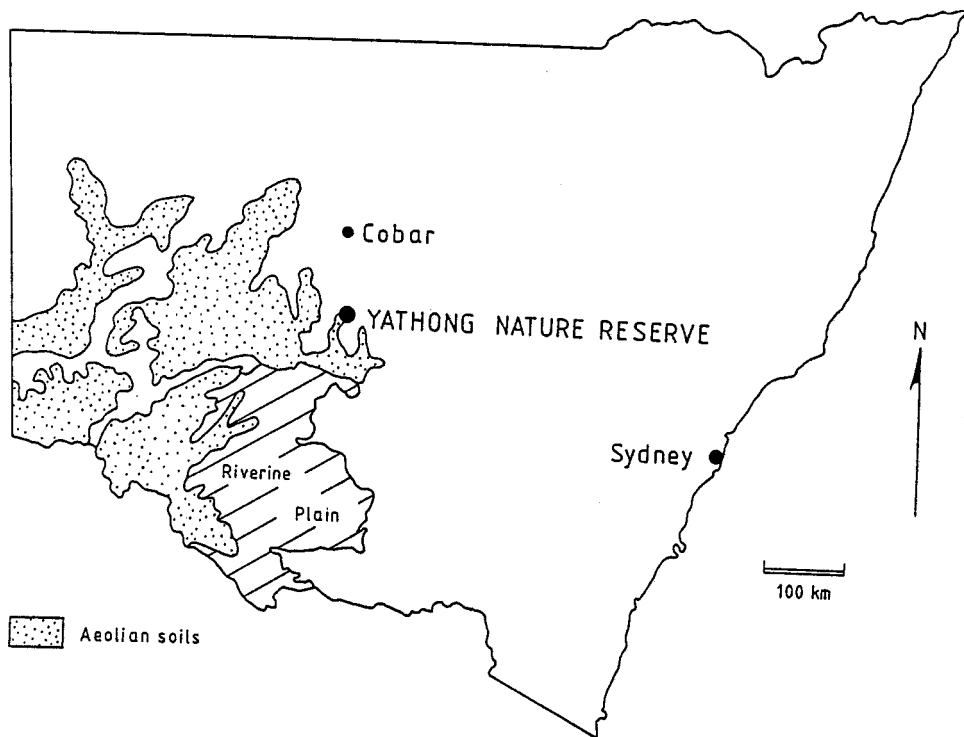 Cobar
YATHONG NATURE RESERVE
N
Sydney
Riverine
Plain
100 km
Aeolian soils